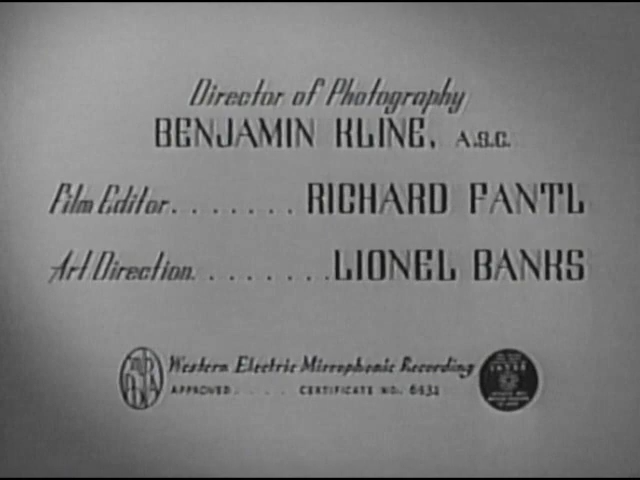 Director of Photography
BENJAMIN KLINE, A.S.C.
Film Editor....... RICHARD FANTL
Art Direction........LIONEL BANKS
Western Electric Mirrophonic Recording
APPROVED.... CERTIFICATE NO. 6631